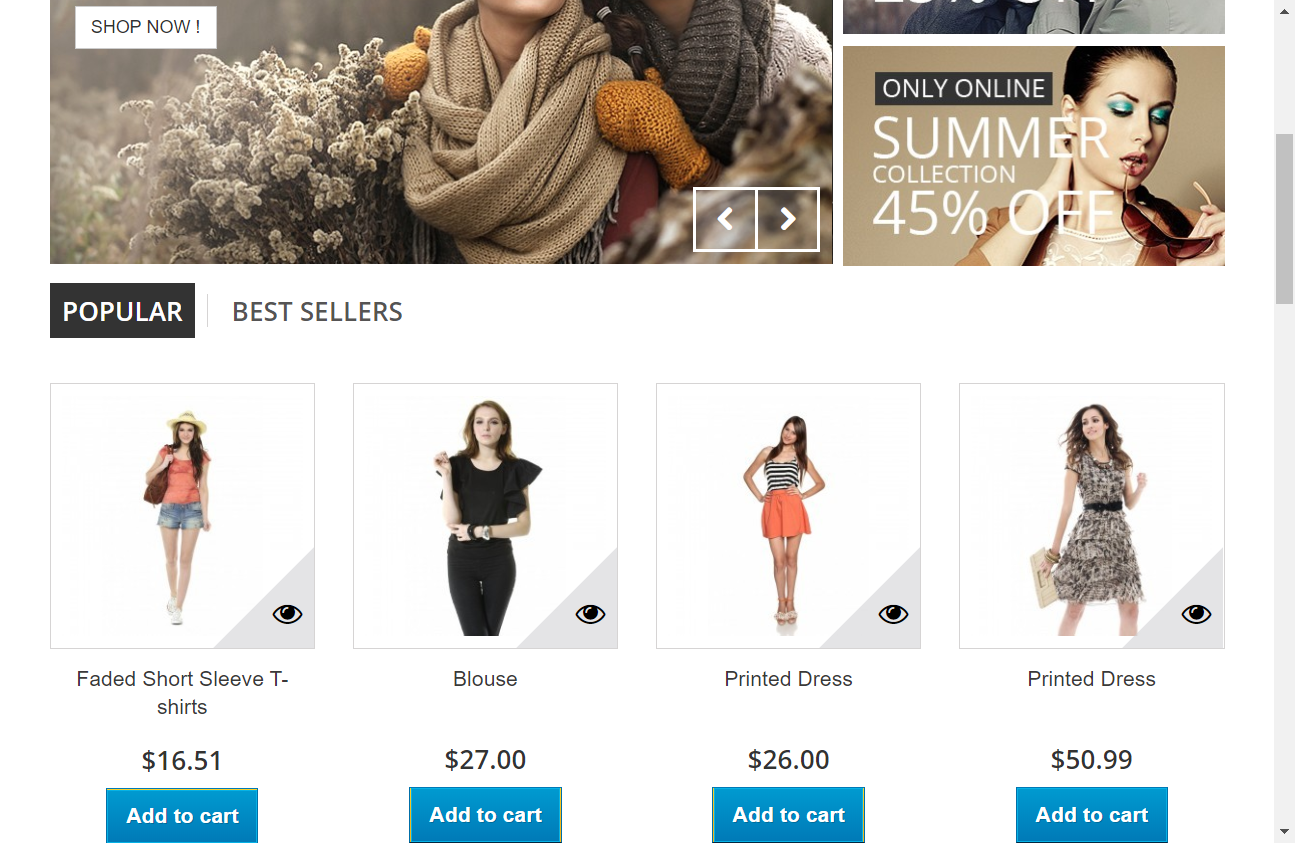 SHOP NOW !
ONLY ONLINE
SUMMER
COLLECTION
45% OFF
POPULAR
BEST SELLERS
Faded Short Sleeve T-
shirts
Blouse
Printed Dress
Printed Dress
$16.51
$27.00
$26.00
$50.99
Add to cart
Add to cart
Add to cart
Add to cart